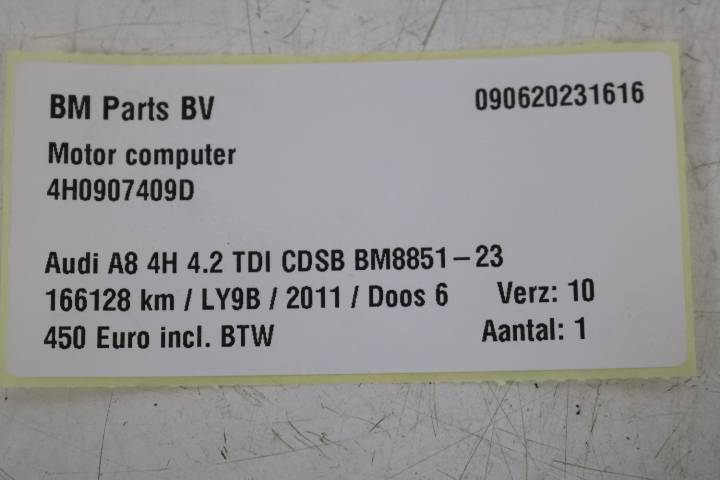 BM Parts BV 090620231616
Motor computer
4H0907409D
Audi A8 4H 4.2 TDI CDSB BM8851-23
166128 km / LY9B / 2011 / Doos 6 Verz: 10
450 Euro incl. BTW Aantal: 1